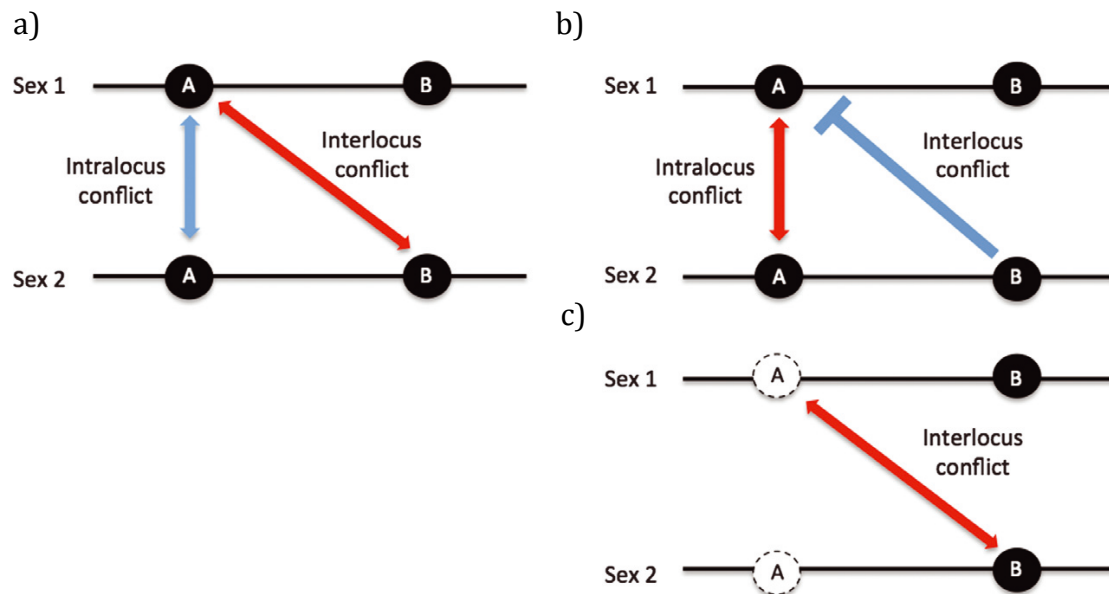 a)
Sex 1
A
B
Intralocus
conflict
Interlocus
conflict
Sex 2
A
B
b)
Sex 1
A
B
Intralocus
conflict
Interlocus
conflict
Sex 2
A
B
c)
Sex 1
A
B
Interlocus
conflict
Sex 2
A
B